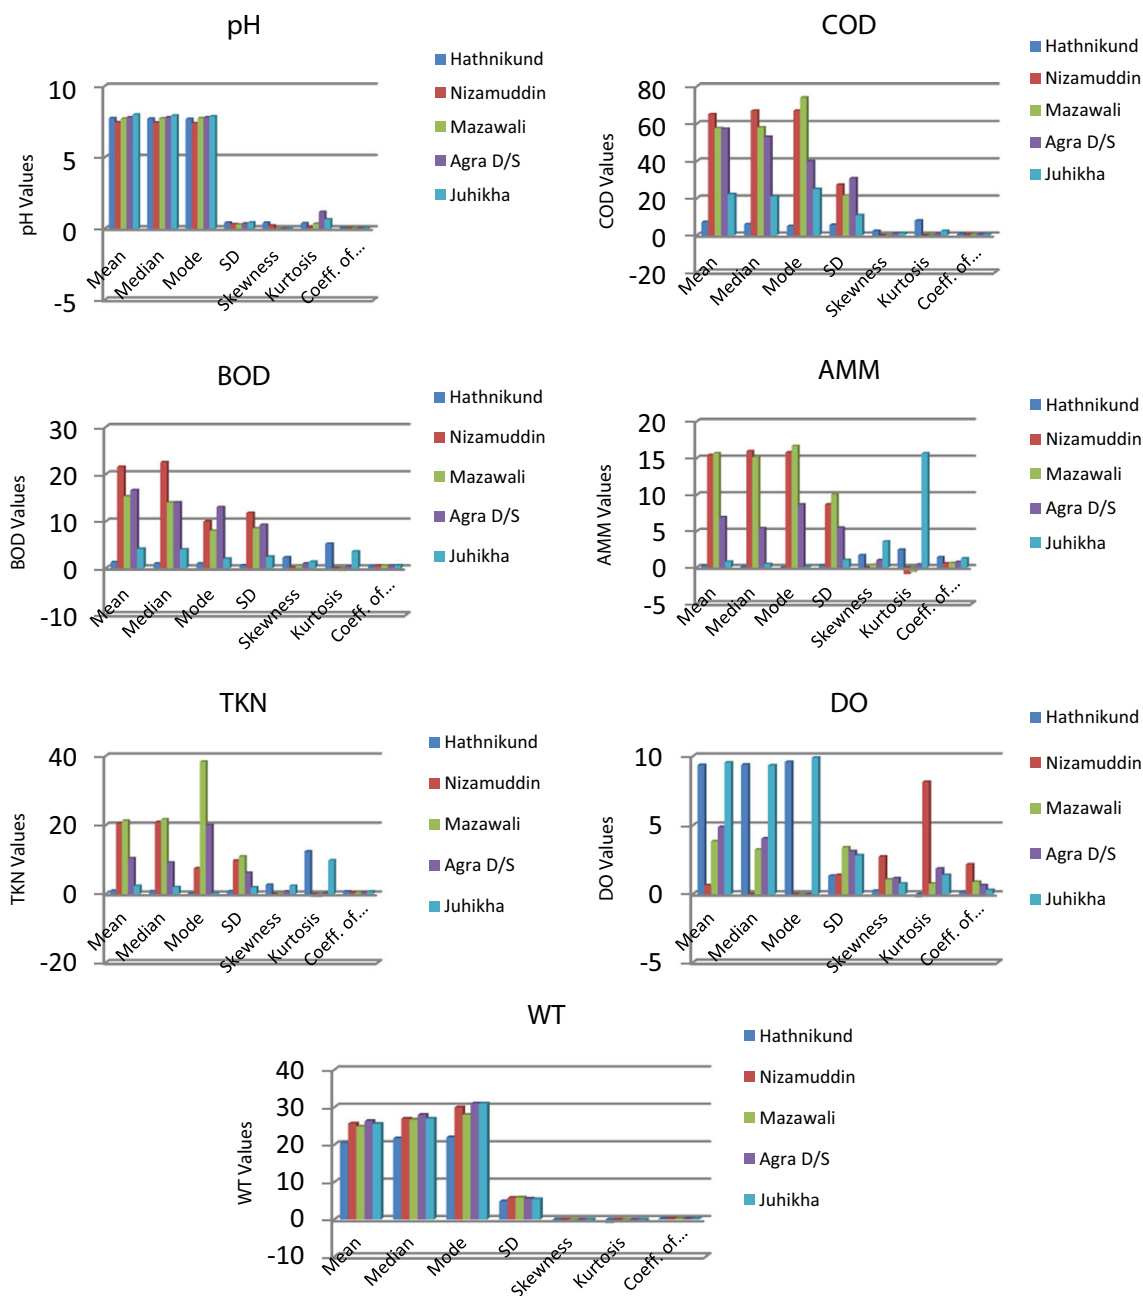 pH
pH Values
10
5
0
-5
Mean
Median
Mode
SD
Skewness
Kurtosis
Coeff. of...
Hathnikund
Nizamuddin
Mazawali
Agra D/S
Juhikha
COD
COD Values
80
60
40
20
0
-20
Mean
Median
Mode
SD
Skewness
Kurtosis
Coeff. of...
Hathnikund
Nizamuddin
Mazawali
Agra D/S
Juhikha
BOD
BOD Values
30
20
10
0
-10
Mean
Median
Mode
SD
Skewness
Kurtosis
Coeff. of...
Hathnikund
Nizamuddin
Mazawali
Agra D/S
Juhikha
AMM
AMM Values
20
15
10
5
0
-5
Mean
Median
Mode
SD
Skewness
Kurtosis
Coeff. of...
Hathnikund
Nizamuddin
Mazawali
Agra D/S
Juhikha
TKN
TKN Values
40
20
0
-20
Mean
Median
Mode
SD
Skewness
Kurtosis
Coeff. of...
Hathnikund
Nizamuddin
Mazawali
Agra D/S
Juhikha
DO
DO Values
10
5
0
-5
Mean
Median
Mode
SD
Skewness
Kurtosis
Coeff. of...
Hathnikund
Nizamuddin
Mazawali
Agra D/S
Juhikha
WT
WT Values
40
30
20
10
0
-10
Mean
Median
Mode
SD
Skewness
Kurtosis
Coeff. of...
Hathnikund
Nizamuddin
Mazawali
Agra D/S
Juhikha